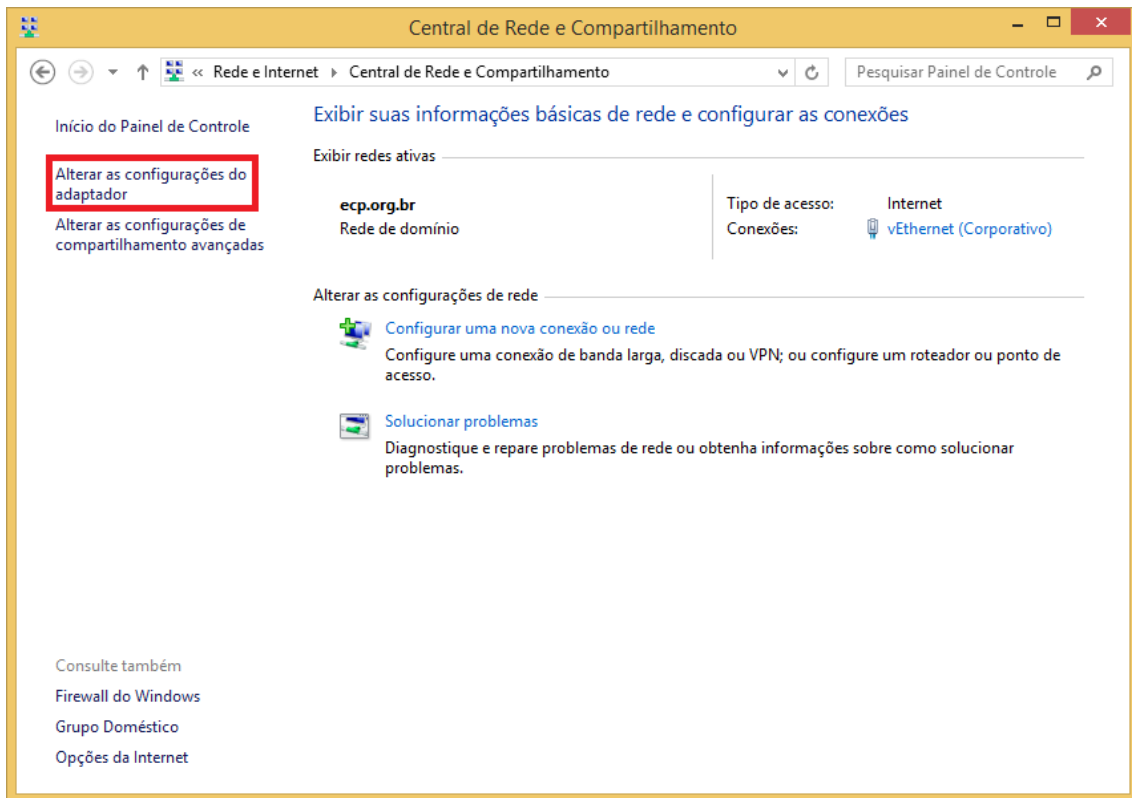 Central de Rede e Compartilhamento
« Rede e Internet Central de Rede e Compartilhamento
Pesquisar Painel de Controle
Início do Painel de Controle
Alterar as configurações do
adaptador
Alterar as configurações de
compartilhamento avançadas
Exibir suas informações básicas de rede e configurar as conexões
Exibir redes ativas
ecp.org.br
Rede de domínio
Tipo de acesso: Internet
Conexões: vEthernet (Corporativo)
Alterar as configurações de rede
Configurar uma nova conexão ou rede
Configure uma conexão de banda larga, discada ou VPN; ou configure um roteador ou ponto de
acesso.
Solucionar problemas
Diagnostique e repare problemas de rede ou obtenha informações sobre como solucionar
problemas.
Consulte também
Firewall do Windows
Grupo Doméstico
Opções da Internet